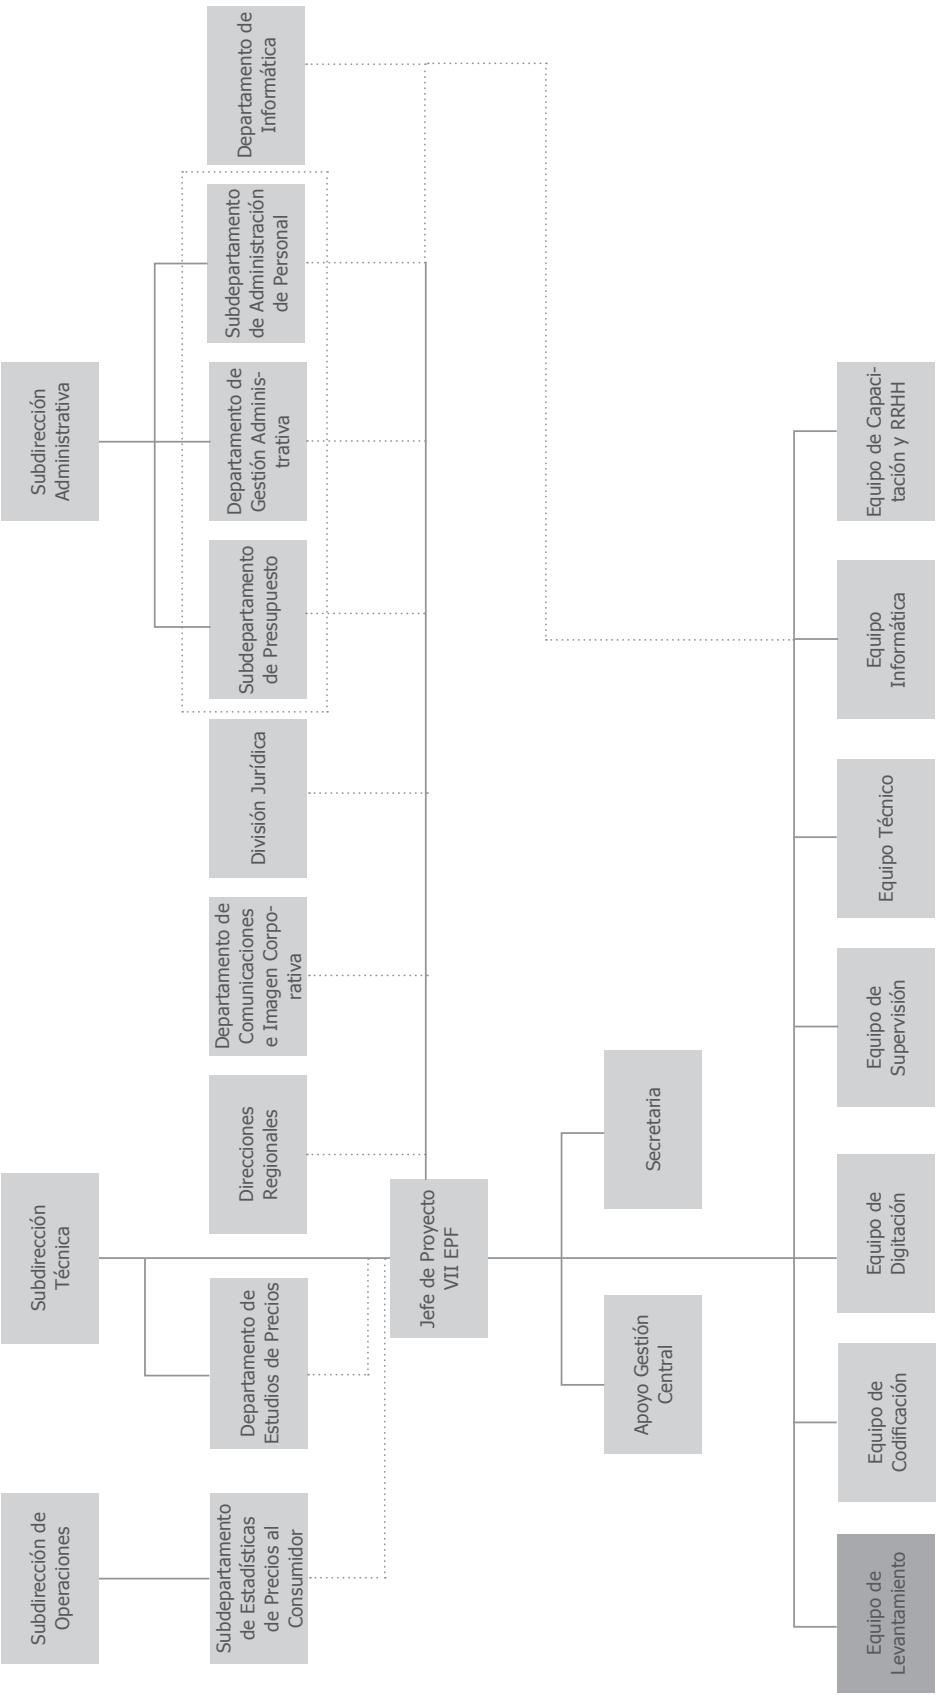 Subdirección de
Operaciones
Subdirección
Técnica
Subdirección
Administrativa
Subdepartamento
de Estadísticas
de Precios al
Consumidor
Departamento de
Estudios de Precios
Direcciones
Regionales
Departamento de
Comunicaciones
e Imagen Corpo-
rativa
División Jurídica
Subdepartamento
de Presupuesto
Departamento de
Gestión Adminis-
trativa
Subdepartamento
de Administración
de Personal
Departamento de
Informática
Jefe de Proyecto
VII EPF
Apoyo Gestión
Central
Secretaria
Equipo de
Levantamiento
Equipo de
Codificación
Equipo de
Digitación
Equipo de
Supervisión
Equipo Técnico
Equipo
Informática
Equipo de Capaci-
tación y RRHH